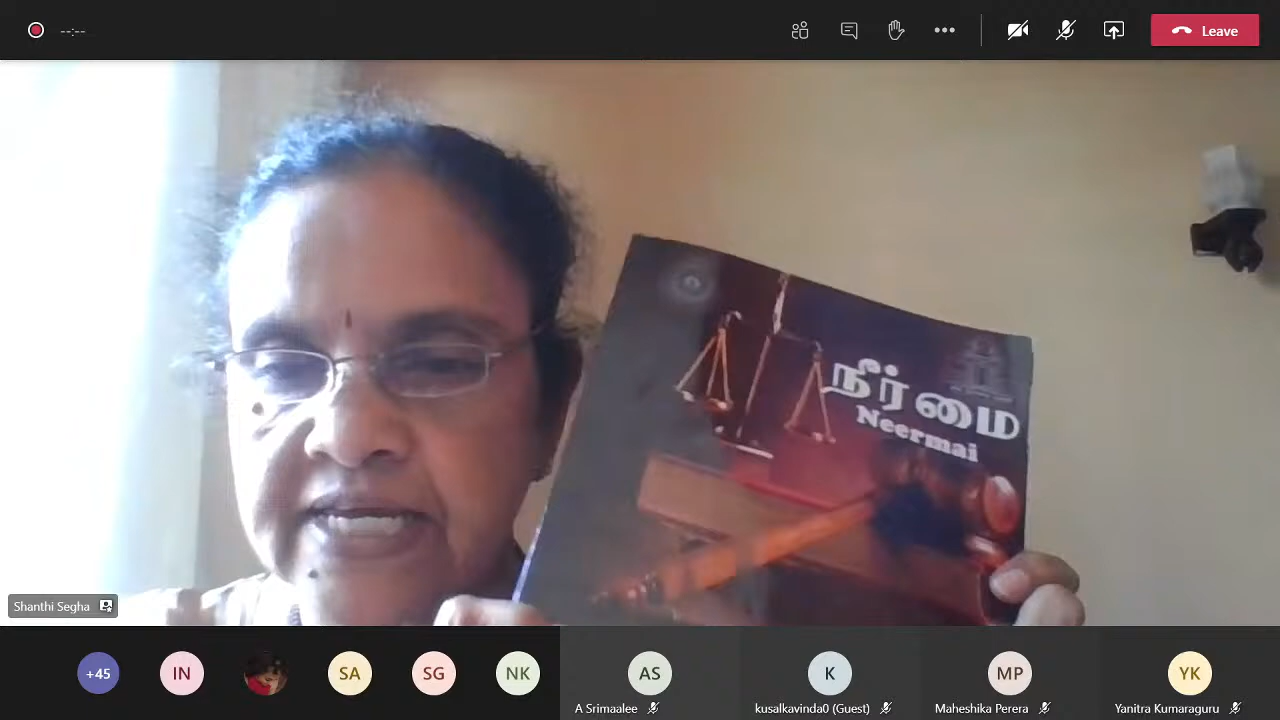 --:--
Leave
நீர்மை
Neermai
Shanthi Segha
+45
IN
SA
SG
NK
AS
K
MP
YK
A Srimaalee
kusalkavinda0 (Guest)
Maheshika Perera
Yanitra Kumaraguru